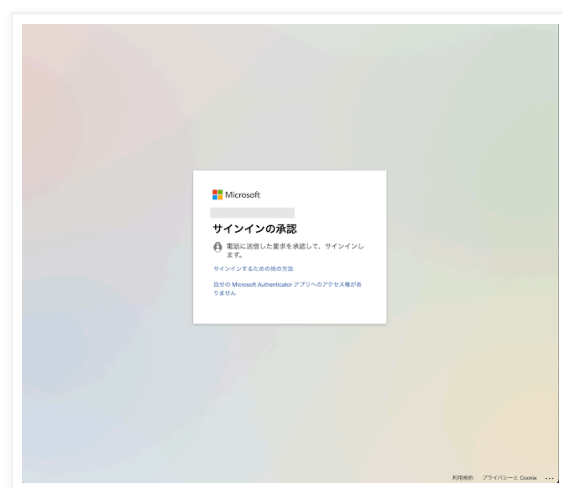 Microsoft
サインインの承認
電話に送信した要求を承認して、サインインし
ます。
サインインするための他の方法
自分の Microsoft Authenticator アプリへのアクセス権があ
りません
利用規約 プライバシーと Cookie ...